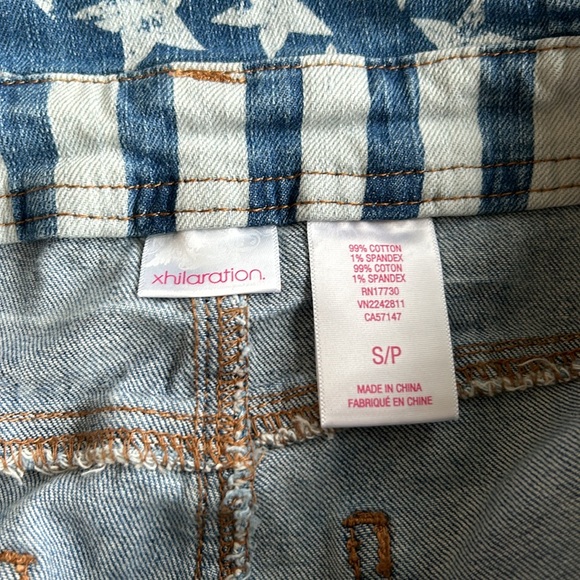 xhilaration.
99% COTTON
1% SPANDEX
99% COTON
1% SPANDEX
RN17730
VN2242811
CA57147
S/P
MADE IN CHINA
FABRIQUÉ EN CHINE